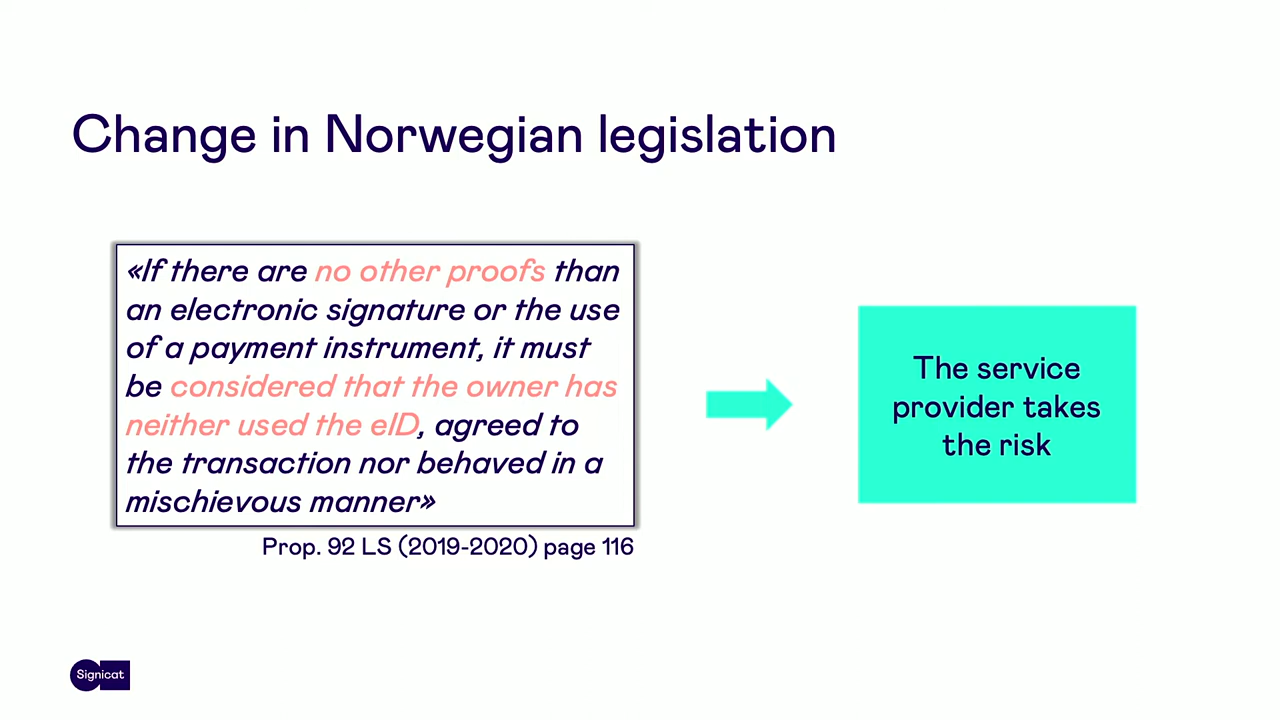 Change in Norwegian legislation
«If there are no other proofs than
an electronic signature or the use
of a payment instrument, it must
be considered that the owner has
neither used the eID, agreed to
the transaction nor behaved in a
mischievous manner»
Prop. 92 LS (2019-2020) page 116
The service
provider takes
the risk
Signicat